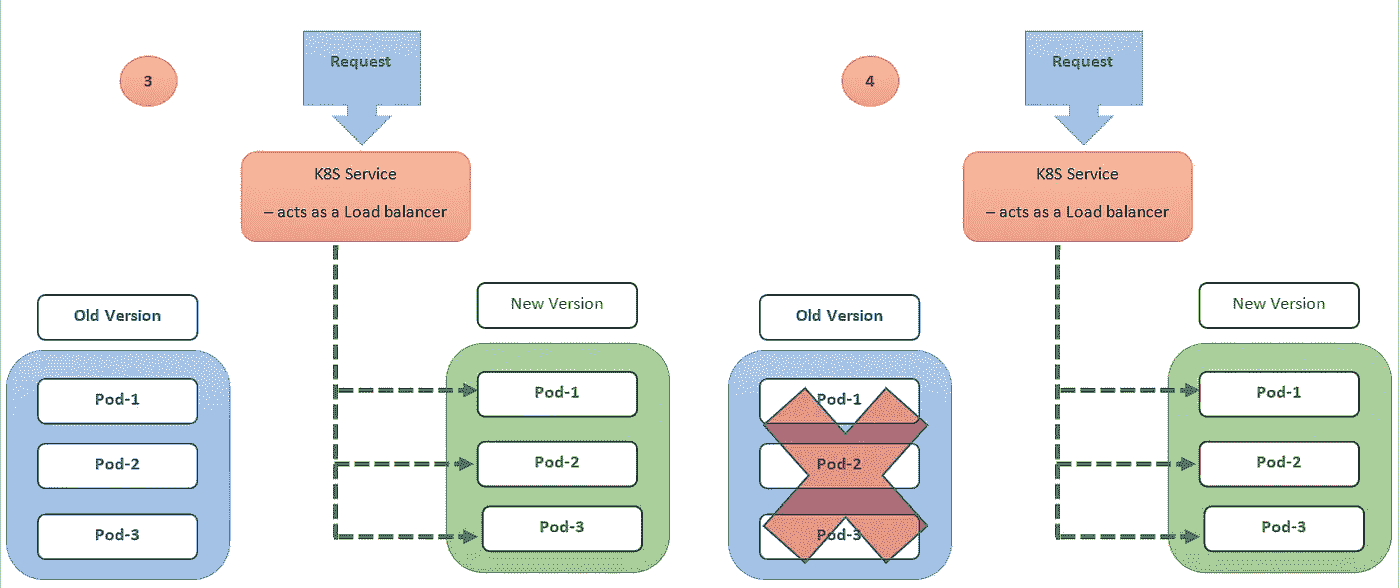 3
Request
K8S Service
– acts as a Load balancer
Old Version
New Version
Pod-1
Pod-2
Pod-3
Pod-1
Pod-2
Pod-3
4
Request
K8S Service
– acts as a Load balancer
Old Version
New Version
Pod-1
Pod-2
Pod-3
Pod-1
Pod-2
Pod-3